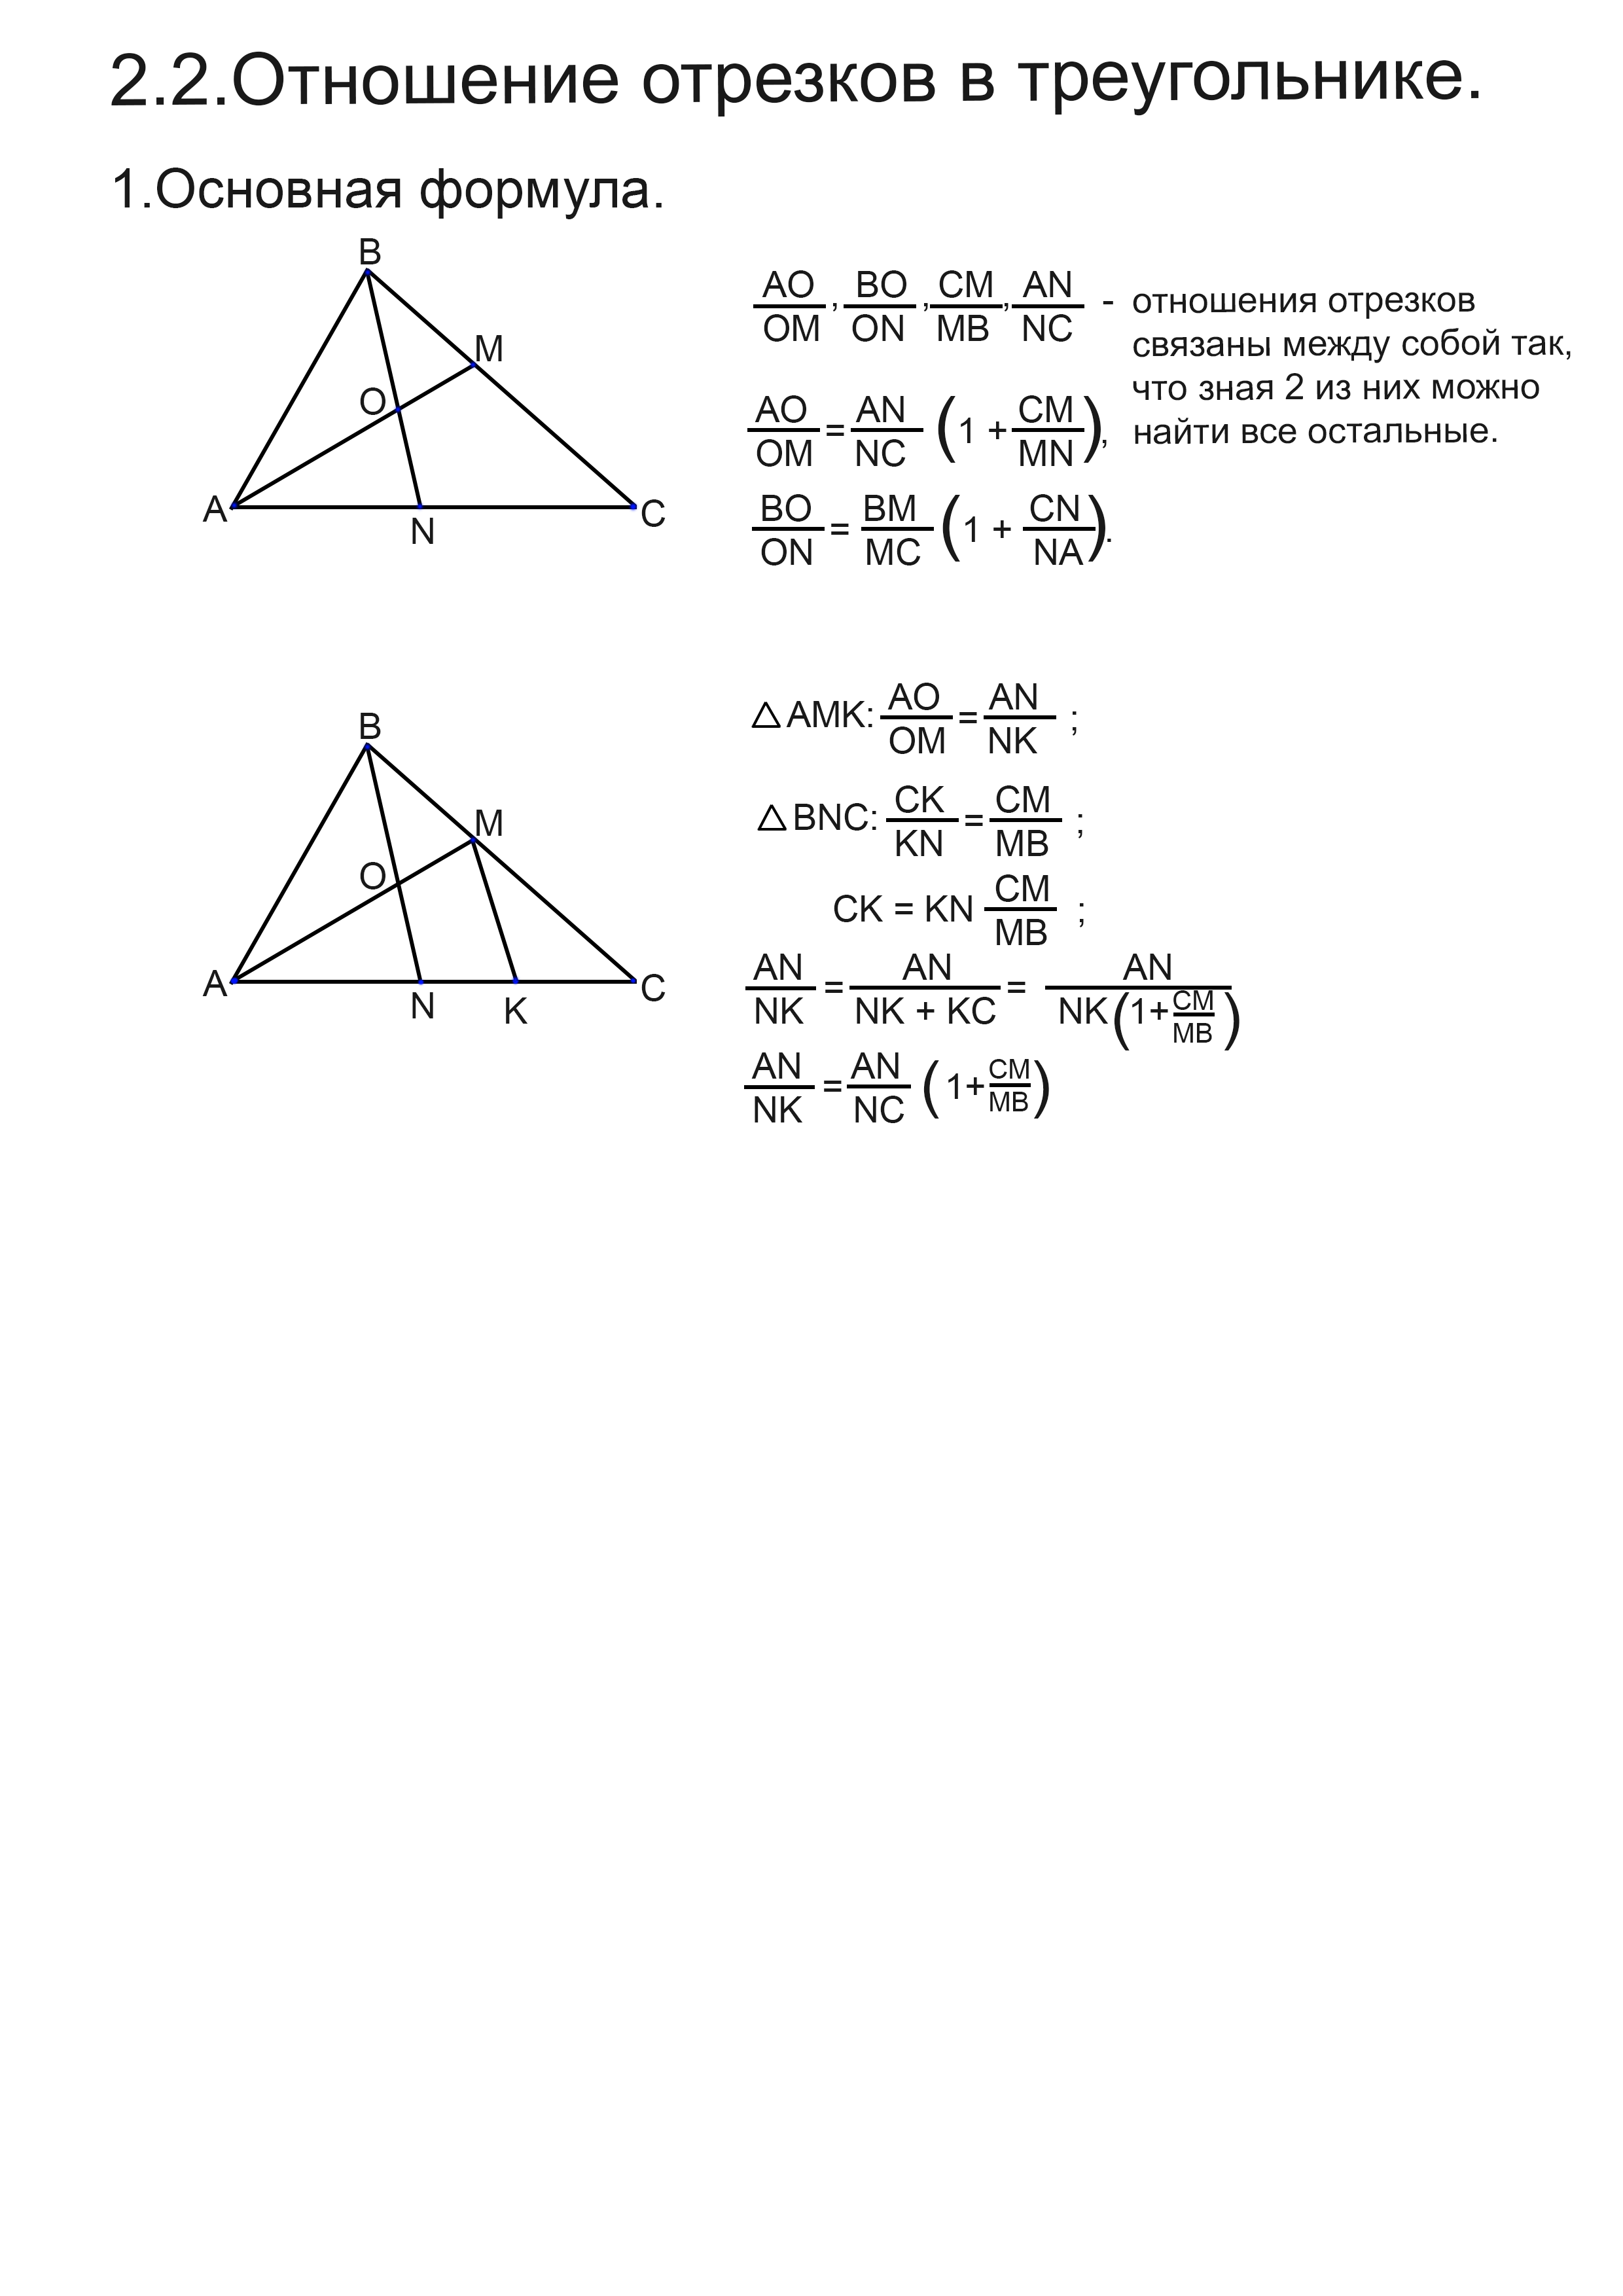 2.2.Отношение отрезков в треугольнике.
1.Основная формула.
B
M
O
A
N
C
AO/OM, BO/ON, CM/MB, AN/NC - отношения отрезков
связаны между собой так,
что зная 2 из них можно
найти все остальные.
AO/OM = AN/NC (1 + CM/MN),
BO/ON = BM/MC (1 + CN/NA).
B
M
O
A
N
K
C
△ AMK: AO/OM = AN/NK ;
△ BNC: CK/KN = CM/MB ;
CK = KN CM/MB ;
AN/NK = AN/NK + KC = AN/NK(1+CM/MB)
AN/NK = AN/NC (1+CM/MB)